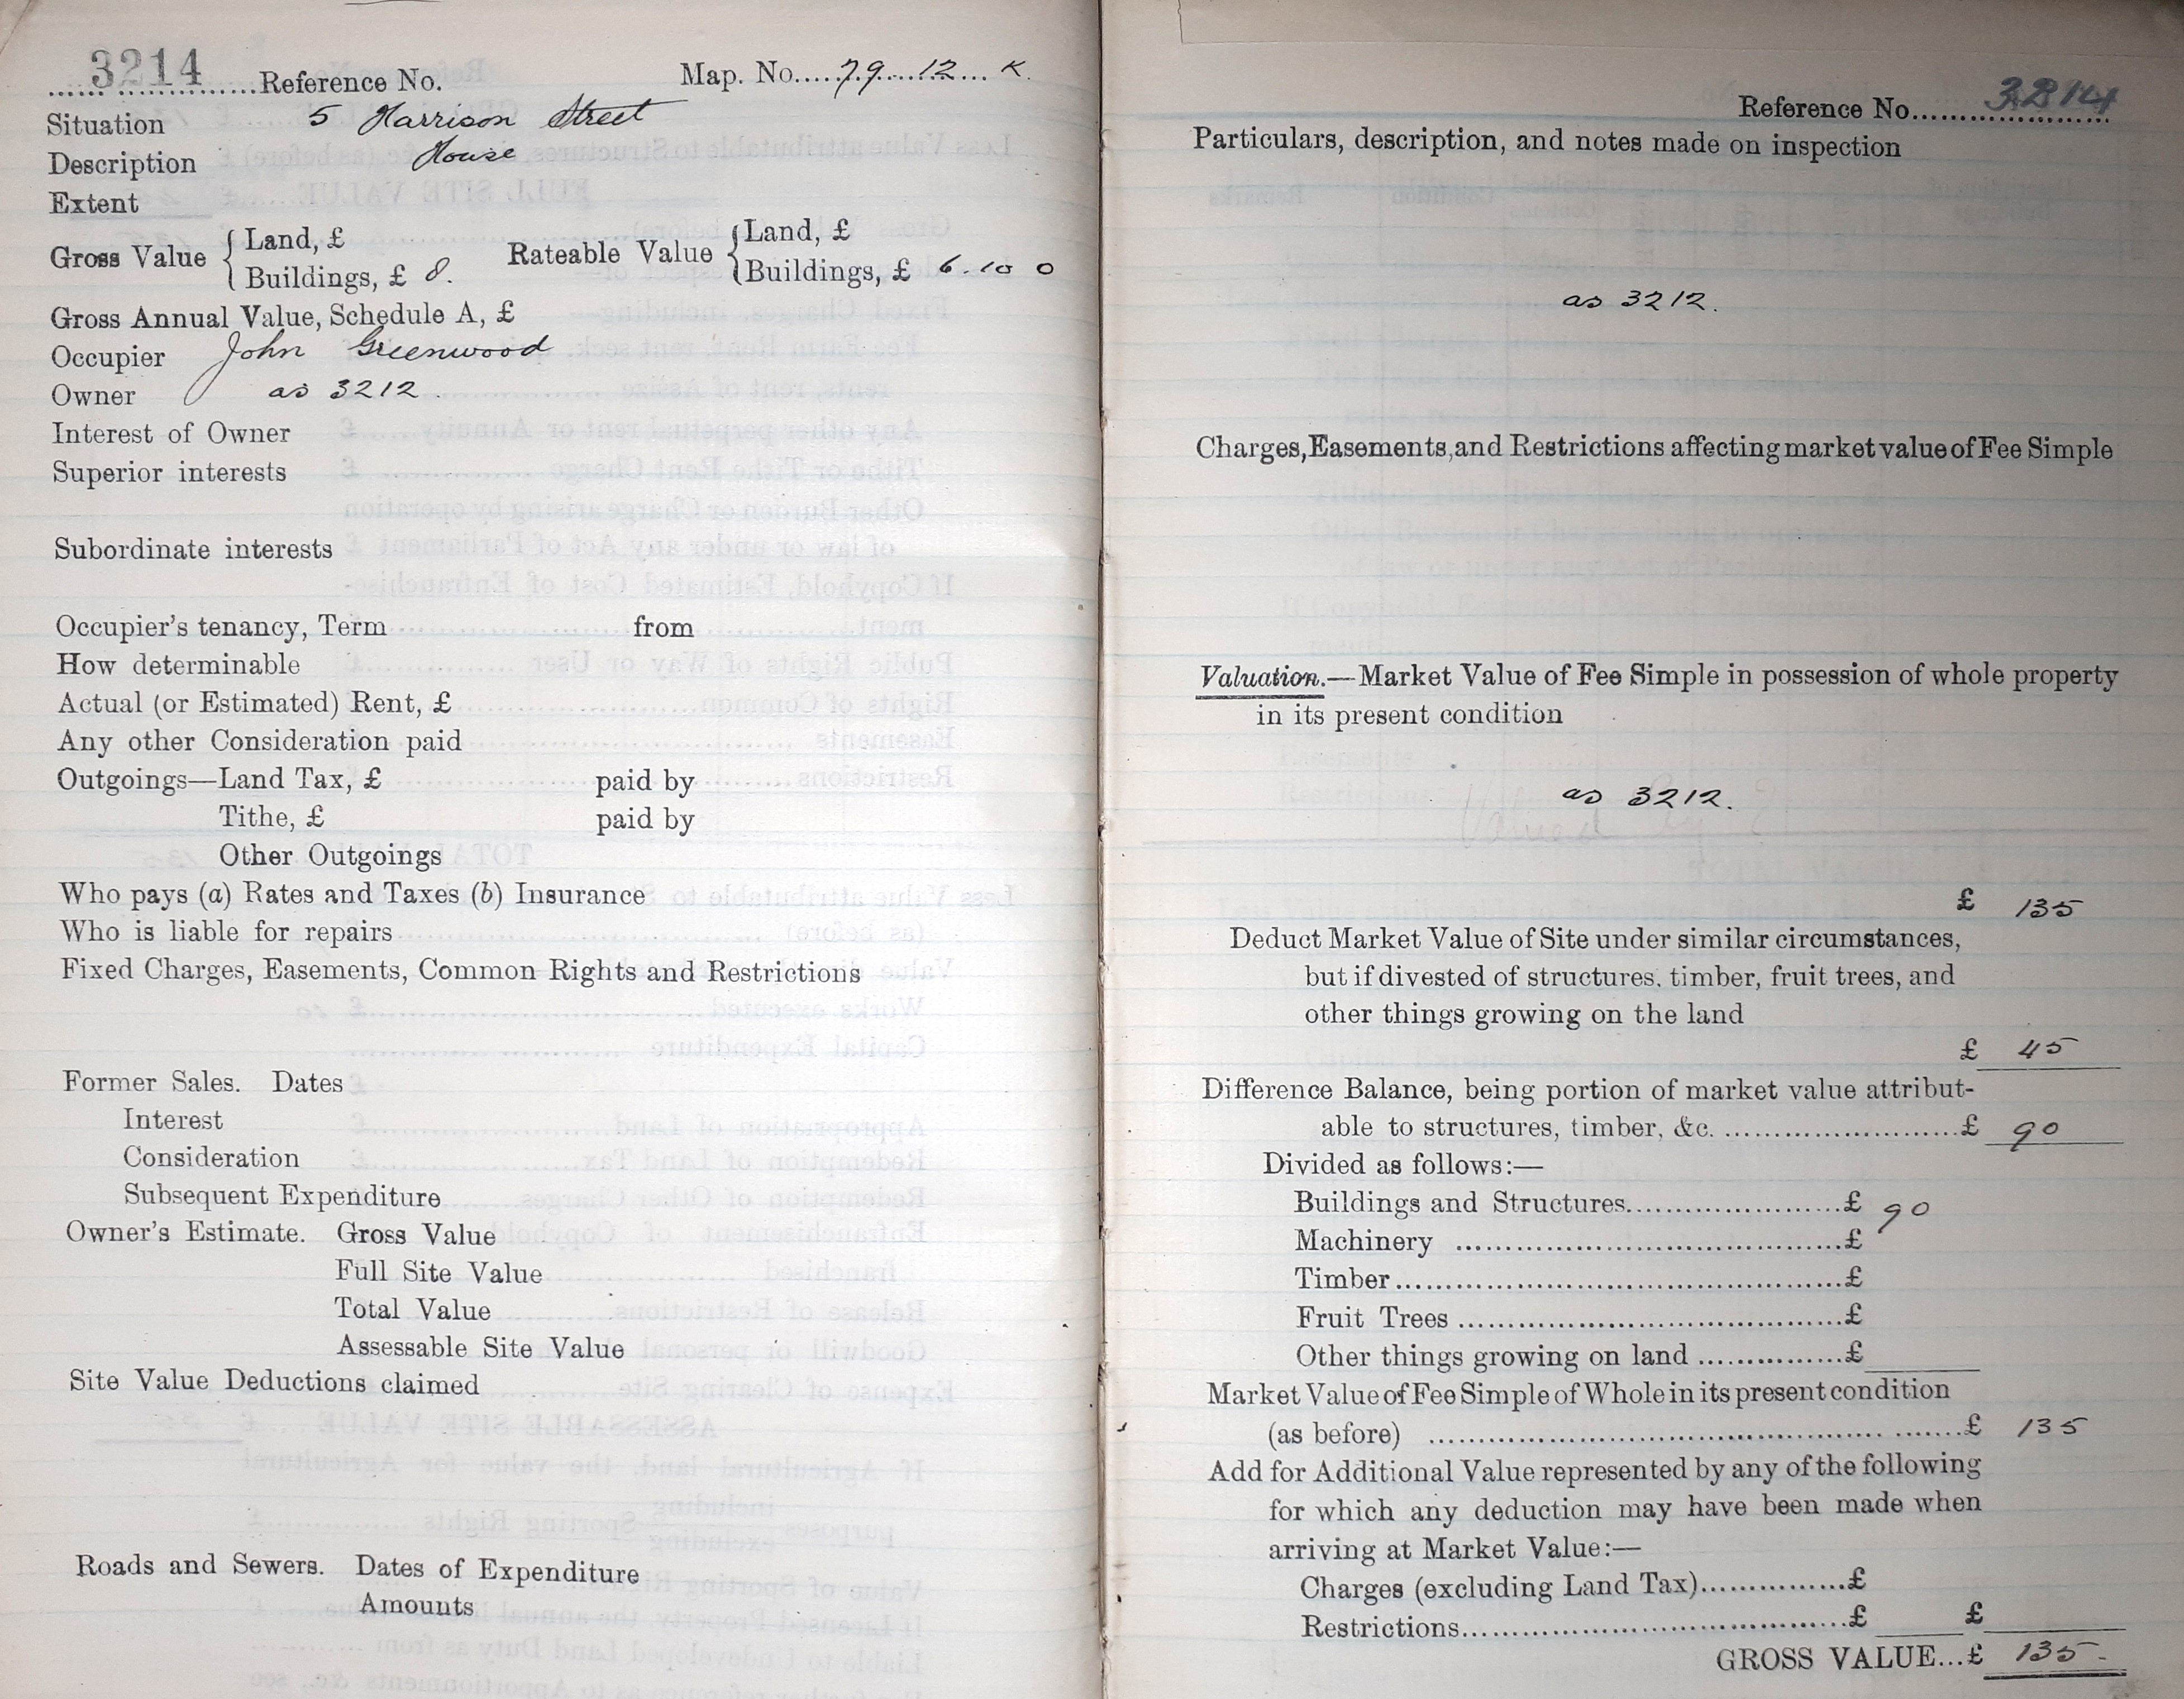 3214 Reference No. Map. No. 79 12 K.
Situation 5 Harrison Street
Description House
Extent
Gross Value { Land, £ Rateable Value { Land, £
Buildings, £ 8. Buildings, £ 6. 10 0
Gross Annual Value, Schedule A, £
Occupier John Greenwood
Owner as 3212.
Interest of Owner
Superior interests
Subordinate interests
Occupier's tenancy, Term from
How determinable
Actual (or Estimated) Rent, £
Any other Consideration paid
Outgoings—Land Tax, £ paid by
Tithe, £ paid by
Other Outgoings
Who pays (a) Rates and Taxes (b) Insurance
Who is liable for repairs
Fixed Charges, Easements, Common Rights and Restrictions
Former Sales. Dates
Interest
Consideration
Subsequent Expenditure
Owner's Estimate. Gross Value
Full Site Value
Total Value
Assessable Site Value
Site Value Deductions claimed
Roads and Sewers. Dates of Expenditure
Amounts
Reference No. 3214
Particulars, description, and notes made on inspection
as 3212.
Charges, Easements, and Restrictions affecting market value of Fee Simple
Valuation.—Market Value of Fee Simple in possession of whole property
in its present condition
as 3212.
£ 135
Deduct Market Value of Site under similar circumstances,
but if divested of structures, timber, fruit trees, and
other things growing on the land
£ 45
Difference Balance, being portion of market value attribut-
able to structures, timber, &c. £ 90
Divided as follows:—
Buildings and Structures £ 90
Machinery £
Timber £
Fruit Trees £
Other things growing on land £
Market Value of Fee Simple of Whole in its present condition
(as before) £ 135
Add for Additional Value represented by any of the following
for which any deduction may have been made when
arriving at Market Value:—
Charges (excluding Land Tax) £
Restrictions £ £
GROSS VALUE...£ 135